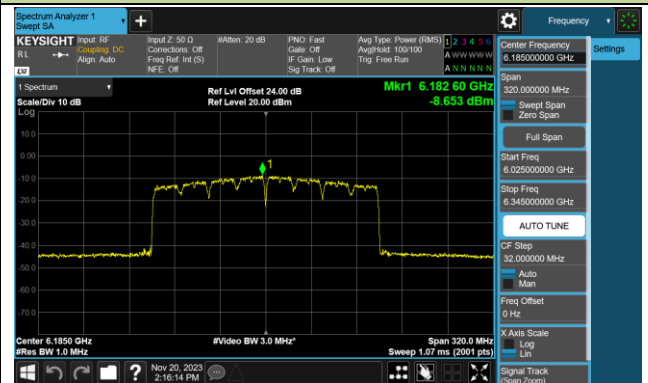 Spectrum Analyzer 1
Swept SA
+
Frequency
KEYSIGHT
RL
Input: RF
Coupling: DC
Align: Auto
Input Z: 50 Ω
Corrections: Off
Freq Ref: Int (S)
NFE: Off
#Atten: 20 dB
PNO: Fast
Gate: Off
IF Gain: Low
Sig Track: Off
Avg Type: Power (RMS)
Avg|Hold: 100/100
Trig: Free Run
1 2 3 4 5 6
A W W W W W
A N N N N N
LXI
1 Spectrum
Scale/Div 10 dB
Log
Ref Lvl Offset 24.00 dB
Ref Level 20.00 dBm
Mkr1 6.182 60 GHz
-8.653 dBm
10.0
0.00
-10.0
-20.0
-30.0
-40.0
-50.0
-60.0
-70.0
1
Center 6.1850 GHz
#Res BW 1.0 MHz
#Video BW 3.0 MHz*
Span 320.0 MHz
Sweep 1.07 ms (2001 pts)
Nov 20, 2023
2:16:14 PM
?
Center Frequency
6.185000000 GHz
Settings
Span
320.000000 MHz
Swept Span
Zero Span
Full Span
Start Freq
6.025000000 GHz
Stop Freq
6.345000000 GHz
AUTO TUNE
CF Step
32.000000 MHz
Auto
Man
Freq Offset
0 Hz
X Axis Scale
Log
Lin
Signal Track
(Span Zoom)